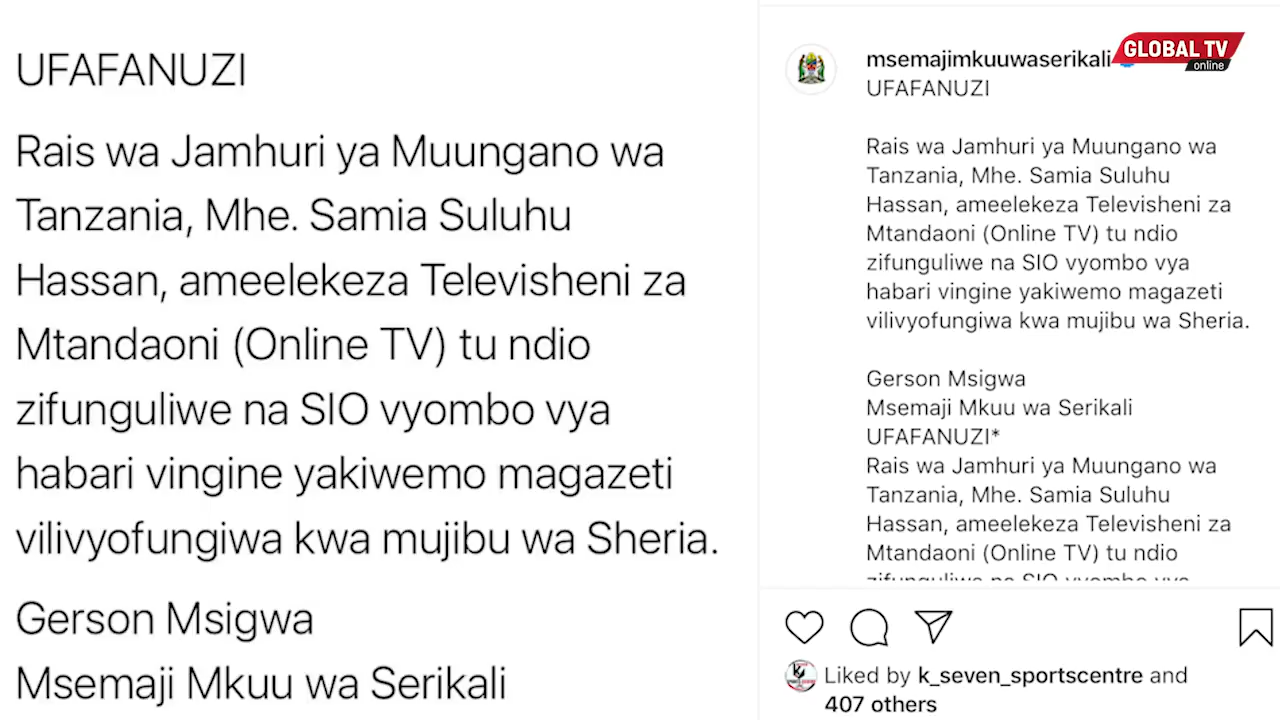 UFAFANUZI
Rais wa Jamhuri ya Muungano wa
Tanzania, Mhe. Samia Suluhu
Hassan, ameelekeza Televisheni za
Mtandaoni (Online TV) tu ndio
zifunguliwe na SIO vyombo vya
habari vingine yakiwemo magazeti
vilivyofungiwa kwa mujibu wa Sheria.
Gerson Msigwa
Msemaji Mkuu wa Serikali
GLOBAL TV
online
msemajimkuuwaserikali
UFAFANUZI
Rais wa Jamhuri ya Muungano wa
Tanzania, Mhe. Samia Suluhu
Hassan, ameelekeza Televisheni za
Mtandaoni (Online TV) tu ndio
zifunguliwe na SIO vyombo vya
habari vingine yakiwemo magazeti
vilivyofungiwa kwa mujibu wa Sheria.
Gerson Msigwa
Msemaji Mkuu wa Serikali
UFAFANUZI*
Rais wa Jamhuri ya Muungano wa
Tanzania, Mhe. Samia Suluhu
Hassan, ameelekeza Televisheni za
Mtandaoni (Online TV) tu ndio
zifunguliwe na SIO vyombo vya
Liked by k_seven_sportscentre and
407 others